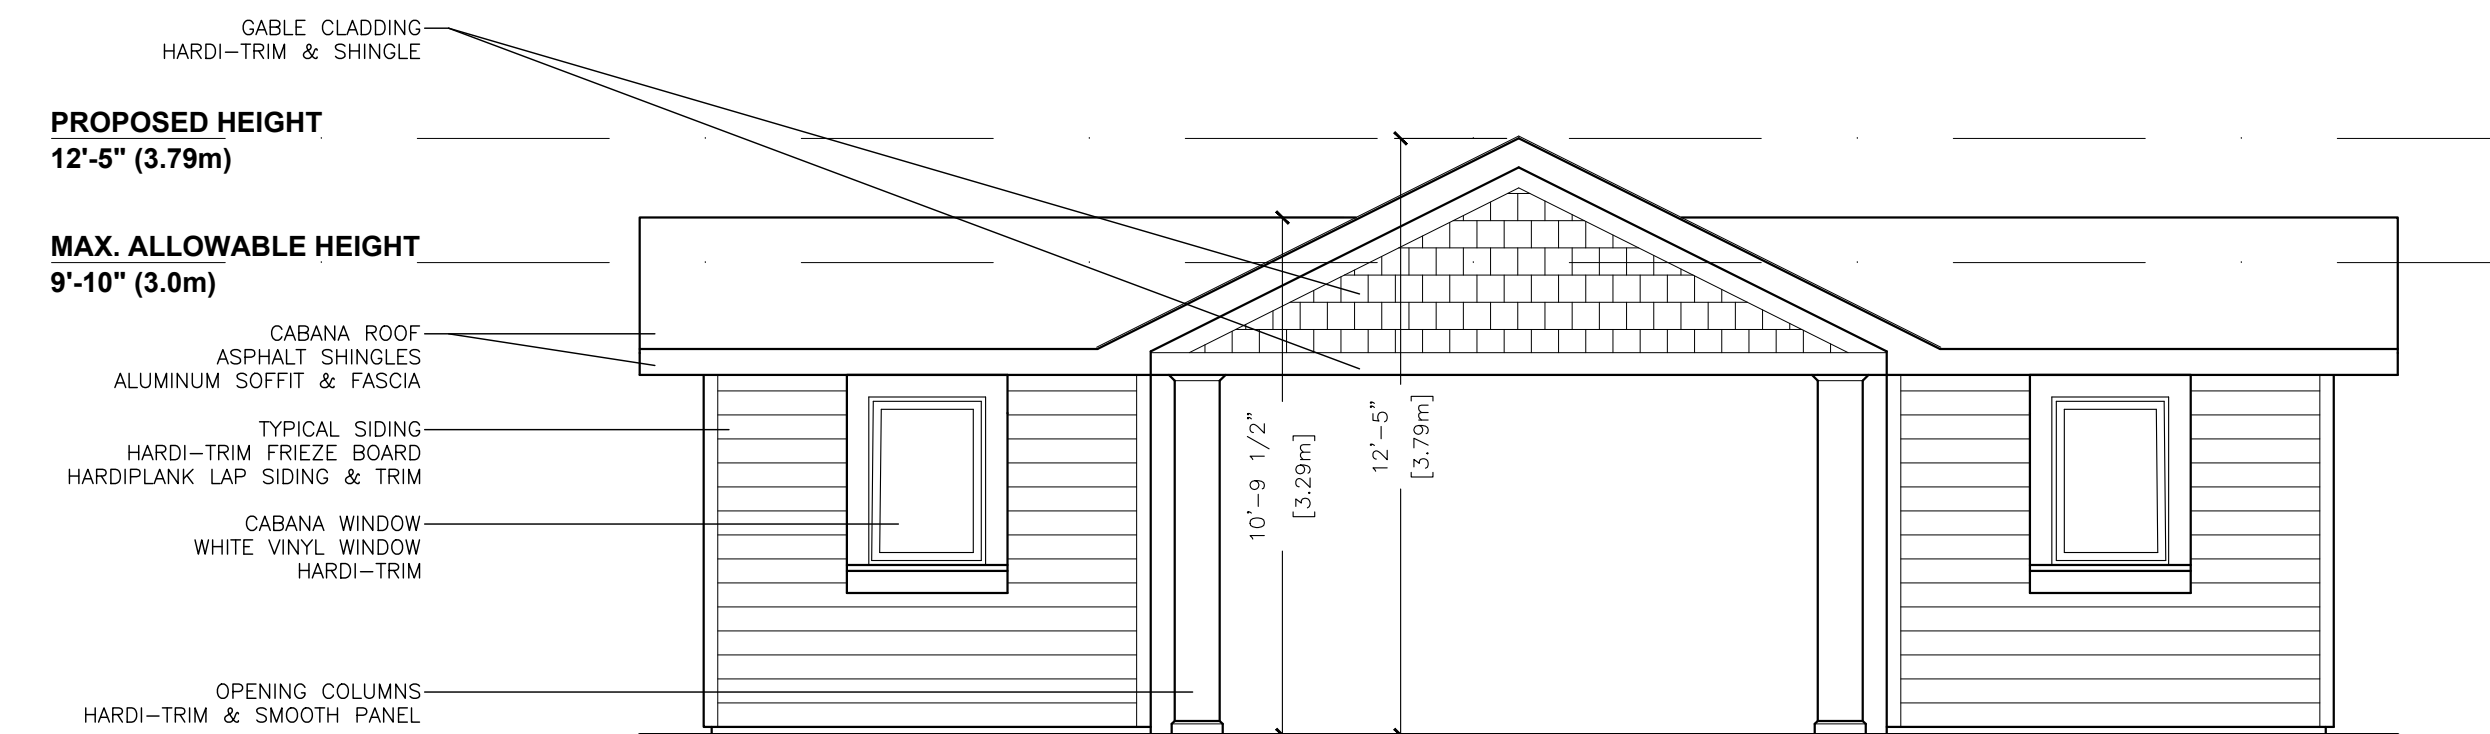 GABLE CLADDING
HARDI-TRIM & SHINGLE
PROPOSED HEIGHT
12'-5" (3.79m)
MAX. ALLOWABLE HEIGHT
9'-10" (3.0m)
CABANA ROOF
ASPHALT SHINGLES
ALUMINUM SOFFIT & FASCIA
TYPICAL SIDING
HARDI-TRIM FRIEZE BOARD
HARDIPLANK LAP SIDING & TRIM
CABANA WINDOW
WHITE VINYL WINDOW
HARDI-TRIM
OPENING COLUMNS
HARDI-TRIM & SMOOTH PANEL
10'-9 1/2"
[3.29m]
12'-5"
[3.79m]